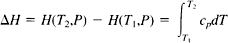 ΔH = H(T₂,P) − H(T₁,P) = ∫_{T₁}^{T₂} c_p dT